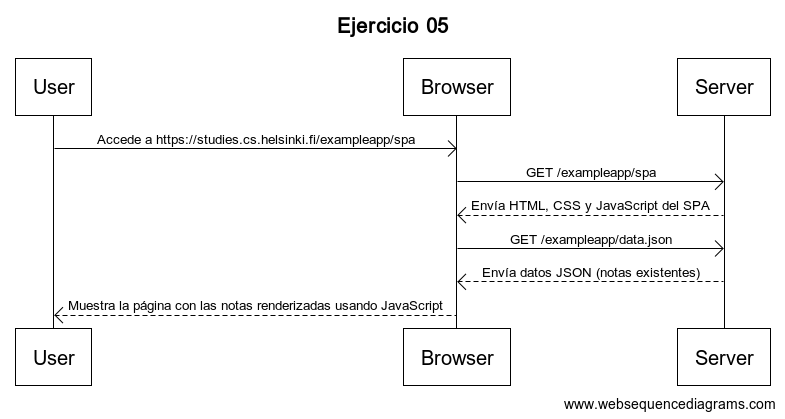 Ejercicio 05
User
Browser
Server
Accede a https://studies.cs.helsinki.fi/exampleapp/spa
GET /exampleapp/spa
Envía HTML, CSS y JavaScript del SPA
GET /exampleapp/data.json
Envía datos JSON (notas existentes)
Muestra la página con las notas renderizadas usando JavaScript
User
Browser
Server
www.websequencediagrams.com